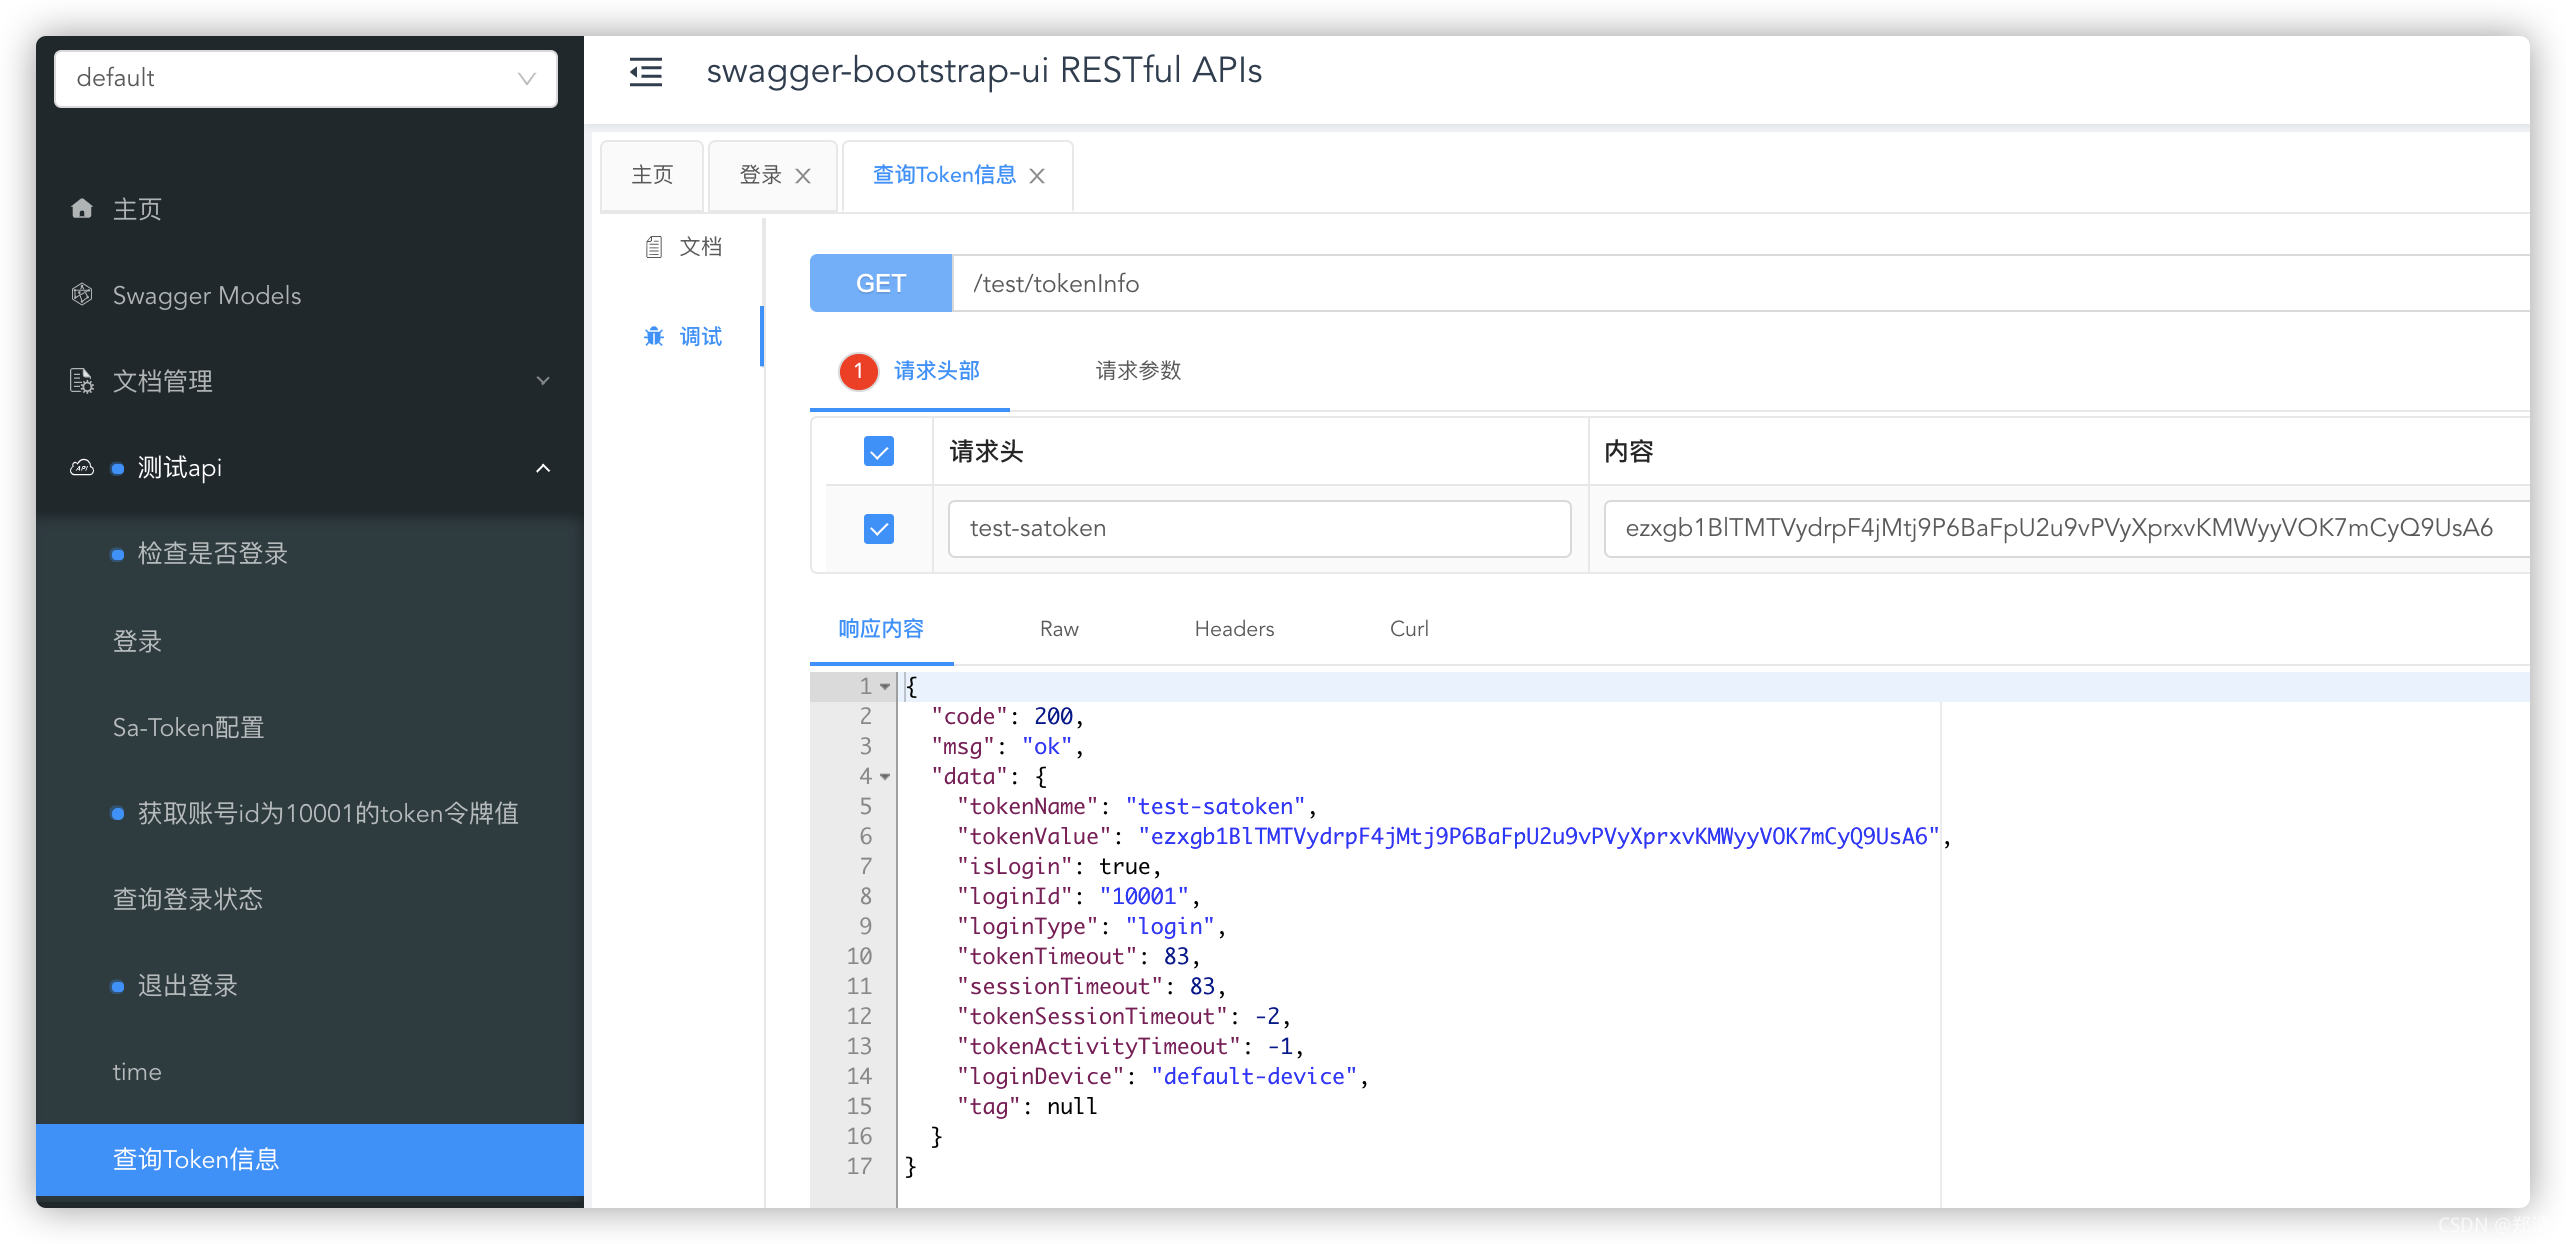 default
主页
Swagger Models
文档管理
测试api
检查是否登录
登录
Sa-Token配置
获取账号id为10001的token令牌值
查询登录状态
退出登录
time
查询Token信息
swagger-bootstrap-ui RESTful APIs
主页
登录
查询Token信息
文档
调试
GET /test/tokenInfo
1 请求头部 请求参数
请求头 内容
test-satoken ezxgb1BlTMTVydrpF4jMtj9P6BaFpU2u9vPVyXprxvKMWyyVOK7mCyQ9UsA6
响应内容 Raw Headers Curl
1 {
2 "code": 200,
3 "msg": "ok",
4 "data": {
5 "tokenName": "test-satoken",
6 "tokenValue": "ezxgb1BlTMTVydrpF4jMtj9P6BaFpU2u9vPVyXprxvKMWyyVOK7mCyQ9UsA6",
7 "isLogin": true,
8 "loginId": "10001",
9 "loginType": "login",
10 "tokenTimeout": 83,
11 "sessionTimeout": 83,
12 "tokenSessionTimeout": -2,
13 "tokenActivityTimeout": -1,
14 "loginDevice": "default-device",
15 "tag": null
16 }
17 }
CSDN